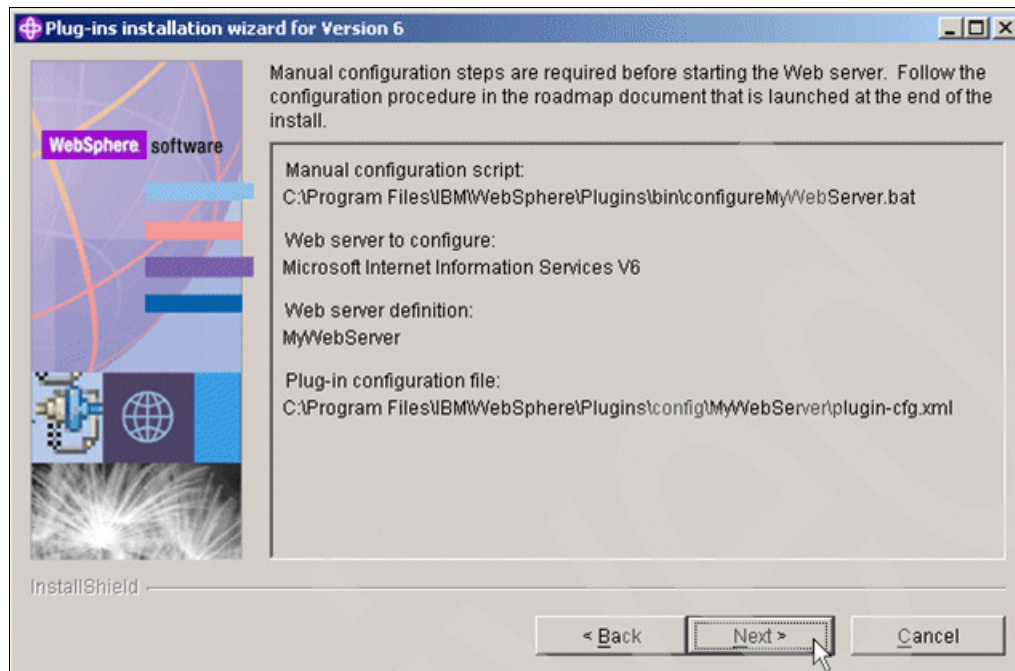 Plug-ins installation wizard for Version 6
Manual configuration steps are required before starting the Web server. Follow the
configuration procedure in the roadmap document that is launched at the end of the
install.
WebSphere. software
Manual configuration script:
C:\Program Files\IBM\WebSphere\Plugins\bin\configureMyWebServer.bat
Web server to configure:
Microsoft Internet Information Services V6
Web server definition:
MyWebServer
Plug-in configuration file:
C:\Program Files\IBM\WebSphere\Plugins\config\MyWebServer\plugin-cfg.xml
InstallShield
< Back
Next >
Cancel